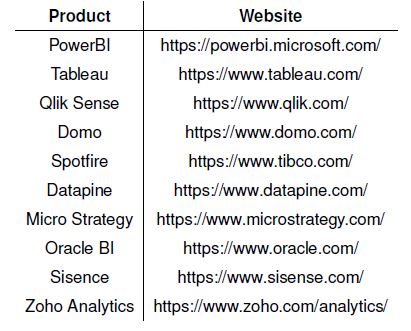 Product Website
PowerBI https://powerbi.microsoft.com/
Tableau https://www.tableau.com/
Qlik Sense https://www.qlik.com/
Domo https://www.domo.com/
Spotfire https://www.tibco.com/
Datapine https://www.datapine.com/
Micro Strategy https://www.microstrategy.com/
Oracle BI https://www.oracle.com/
Sisence https://www.sisense.com/
Zoho Analytics https://www.zoho.com/analytics/